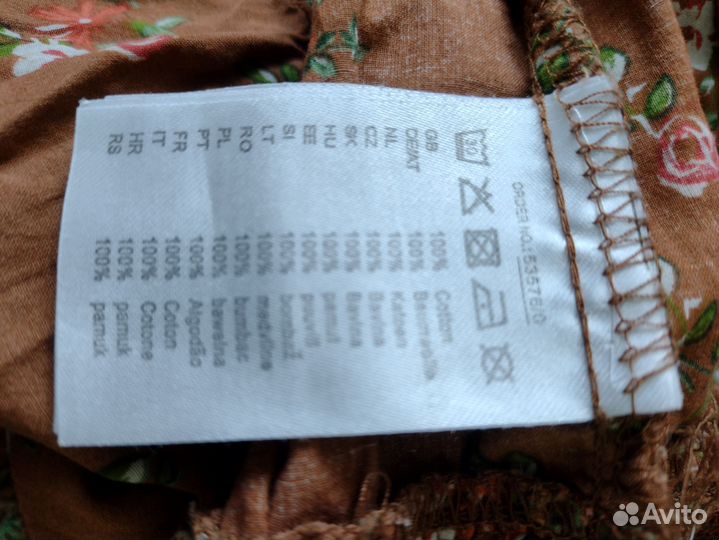 30
ORDER NO.:
GB 100% Cotton
DE/AT 100% Baumwolle
NL 100% Katoen
CZ 100% Bavlna
SK 100% Bavlna
HU 100% pamut
EE 100% puuvill
SI 100% bombaž
LT 100% medvilnė
RO 100% bumbac
PL 100% bawełna
PT 100% Algodão
FR 100% Coton
IT 100% Cotone
HR 100% pamuk
RS 100% pamuk
Avito